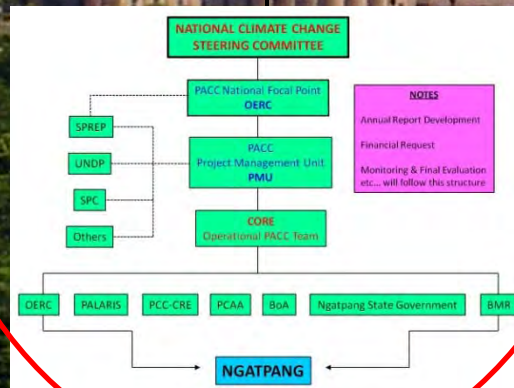 NATIONAL CLIMATE CHANGE
STEERING COMMITTEE
PACC National Focal Point
OERC
SPREP
UNDP
SPC
Others
PACC
Project Management Unit
PMU
CORE
Operational PACC Team
NOTES
Annual Report Development
Financial Request
Monitoring & Final Evaluation
etc... will follow this structure
OERC
PALARIS
PCC-CRE
PCAA
BoA
Ngatpang State Government
BMR
NGATPANG